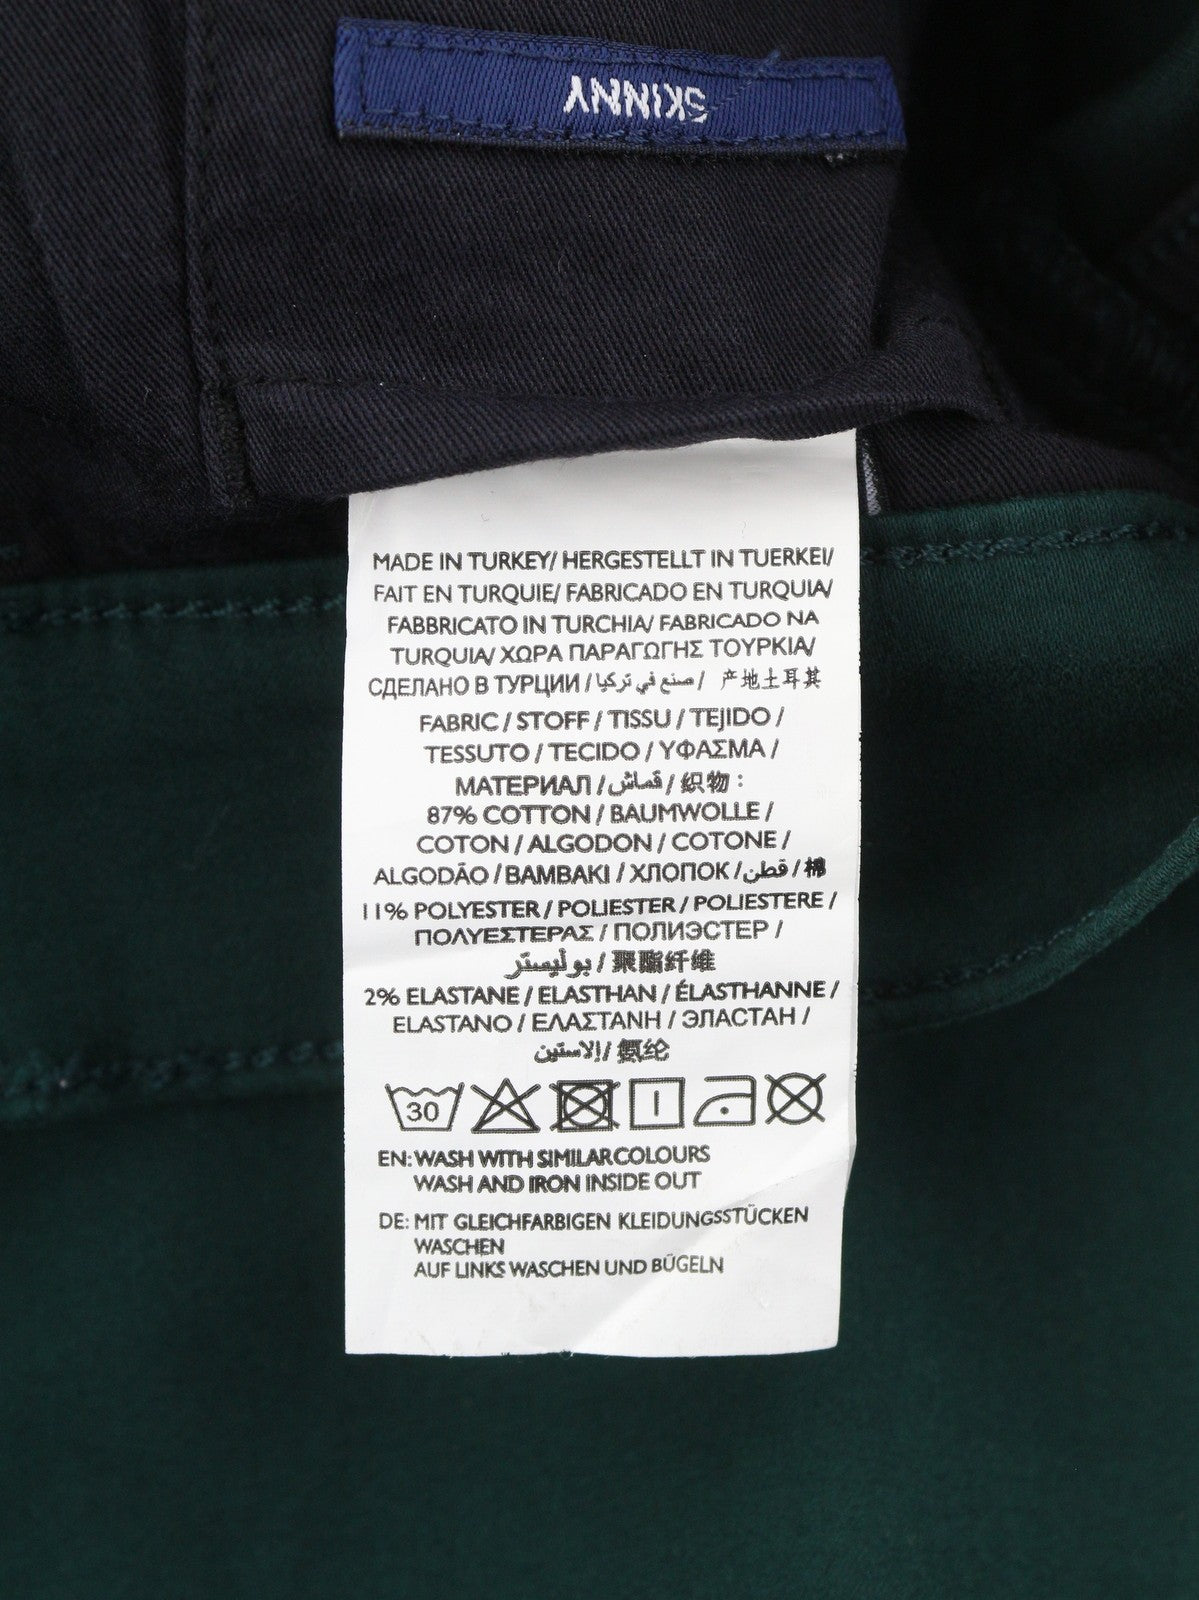 SKINNY
MADE IN TURKEY/ HERGESTELLT IN TUERKEI/
FAIT EN TURQUIE/ FABRICADO EN TURQUIA/
FABBRICATO IN TURCHIA/ FABRICADO NA
TURQUIA/ ΧΩΡΑ ΠΑΡΑΓΩΓΗΣ ΤΟΥΡΚΙΑ/
СДЕЛАНО В ТУРЦИИ / صنع في تركيا / 产地土耳其
FABRIC / STOFF / TISSU / TEJIDO /
TESSUTO / TECIDO / ΥΦΑΣΜΑ /
МАТЕРИАЛ / قماش / 织物 :
87% COTTON / BAUMWOLLE /
COTON / ALGODON / COTONE /
ALGODÃO / BAMBAKI / ХЛОПОК / قطن / 棉
11% POLYESTER / POLIESTER / POLIESTERE /
ΠΟΛΥΕΣΤΕΡΑΣ / ПОЛИЭСТЕР /
بوليستر / 聚酯纤维
2% ELASTANE / ELASTHAN / ÉLASTHANNE /
ELASTANO / ΕΛΑΣΤΑΝΗ / ЭЛАСТАН /
إلاستين / 氨纶
30
EN: WASH WITH SIMILAR COLOURS
WASH AND IRON INSIDE OUT
DE: MIT GLEICHFARBIGEN KLEIDUNGSSTÜCKEN
WASCHEN
AUF LINKS WASCHEN UND BÜGELN